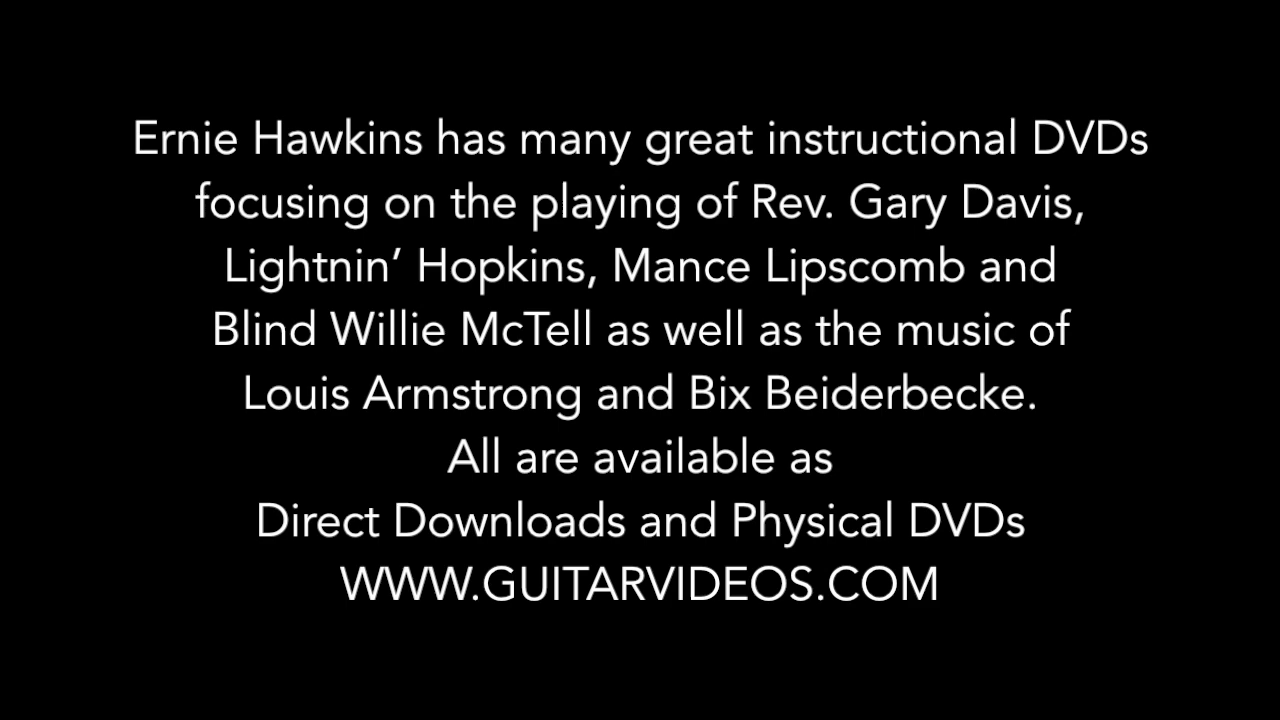 Ernie Hawkins has many great instructional DVDs
focusing on the playing of Rev. Gary Davis,
Lightnin’ Hopkins, Mance Lipscomb and
Blind Willie McTell as well as the music of
Louis Armstrong and Bix Beiderbecke.
All are available as
Direct Downloads and Physical DVDs
WWW.GUITARVIDEOS.COM